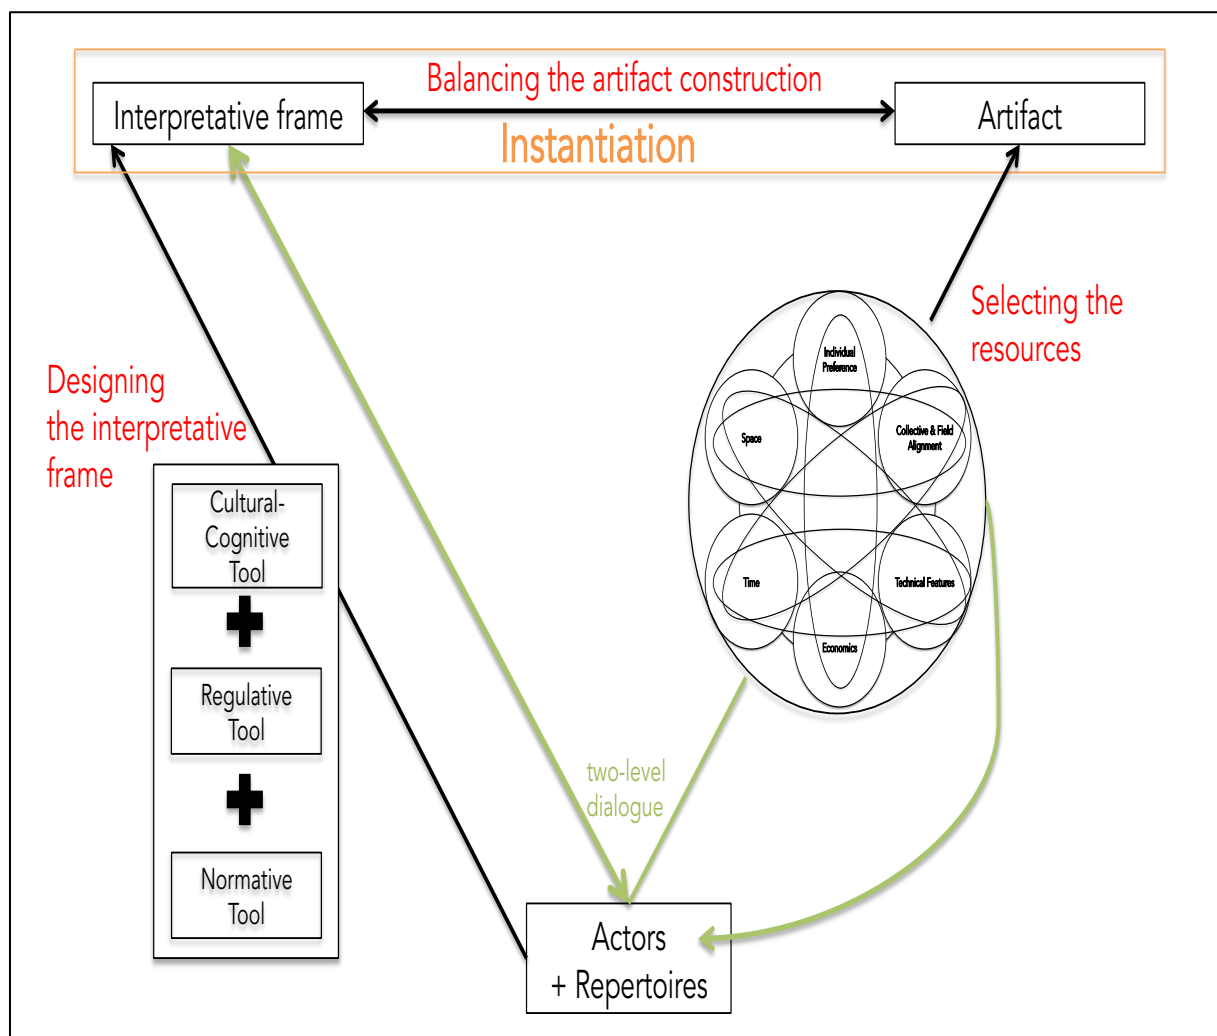 Balancing the artifact construction
Interpretative frame
Artifact
Instantiation
Selecting the
resources
Individual
Preference
Space
Collective & Field
Alignment
Time
Technical Features
Economics
Designing
the interpretative
frame
Cultural-
Cognitive
Tool
Regulative
Tool
Normative
Tool
two-level
dialogue
Actors
+ Repertoires